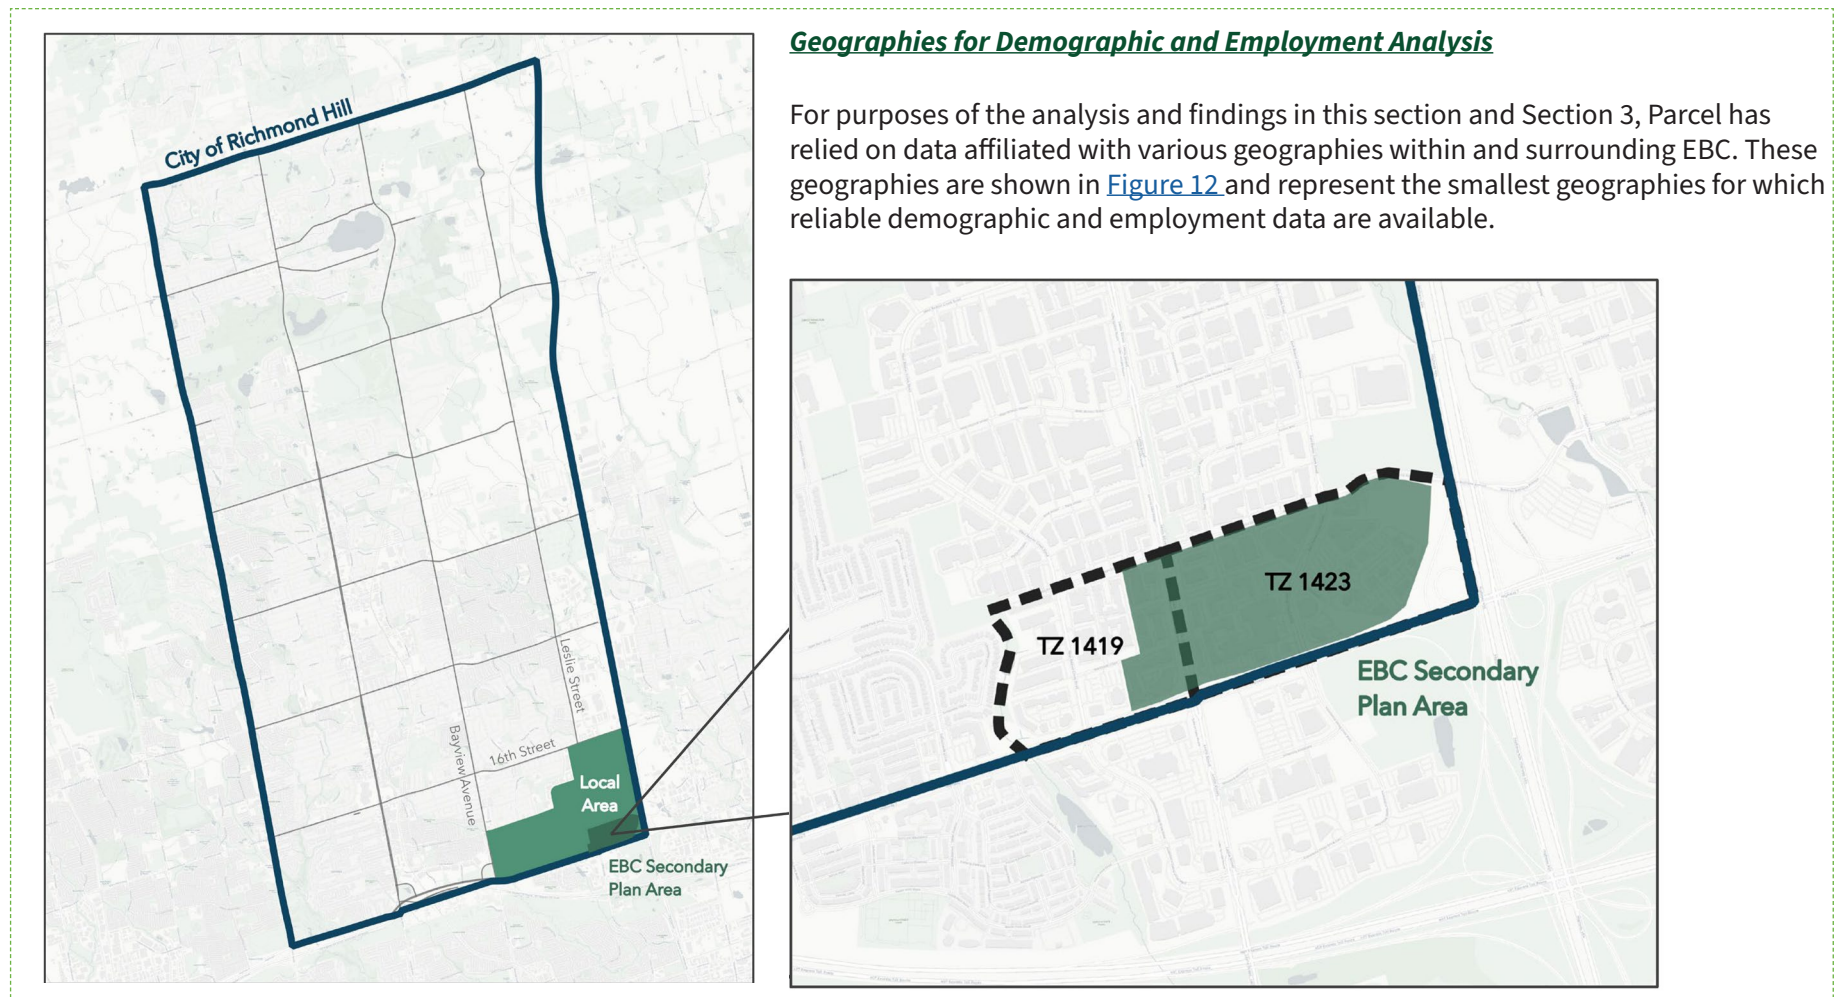 Geographies for Demographic and Employment Analysis
For purposes of the analysis and findings in this section and Section 3, Parcel has
relied on data affiliated with various geographies within and surrounding EBC. These
geographies are shown in Figure 12 and represent the smallest geographies for which
reliable demographic and employment data are available.
City of Richmond Hill
Leslie Street
Bayview Avenue
16th Street
Local
Area
EBC Secondary
Plan Area
TZ 1423
TZ 1419
EBC Secondary
Plan Area